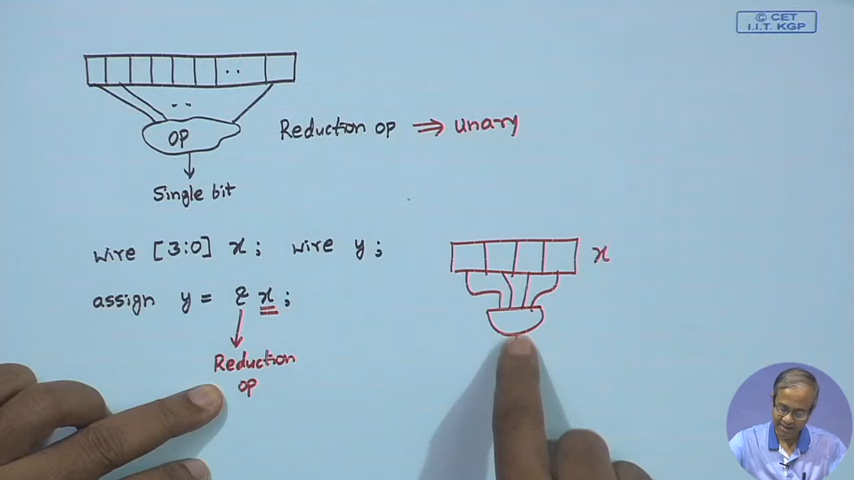 © CET
I.I.T. KGP
..
..
OP
Reduction op ⇒ unary
Single bit
wire [3:0] x; wire y;
x
assign y = & x;
Reduction
op